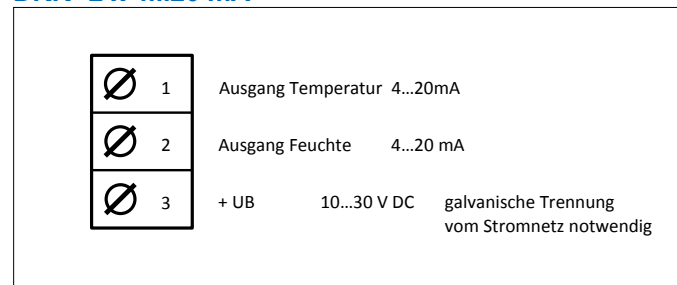 1 Ausgang Temperatur 4...20mA
2 Ausgang Feuchte 4...20 mA
3 + UB 10...30 V DC galvanische Trennung
vom Stromnetz notwendig